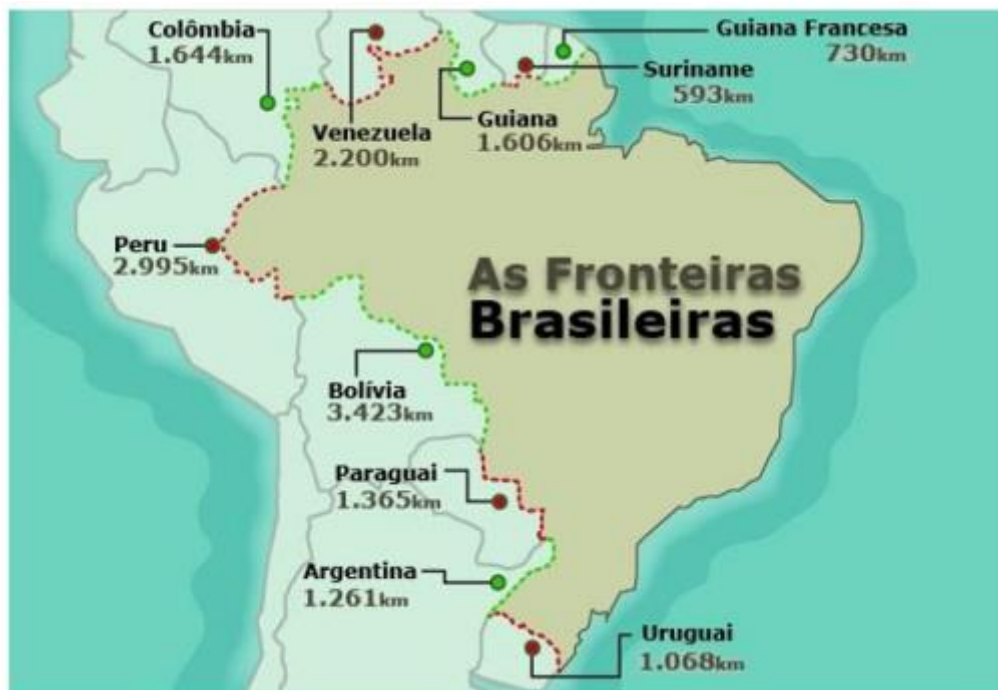 Colômbia
1.644km
Venezuela
2.200km
Guiana
1.606km
Suriname
593km
Guiana Francesa
730km
Peru
2.995km
As Fronteiras
Brasileiras
Bolívia
3.423km
Paraguai
1.365km
Argentina
1.261km
Uruguai
1.068km